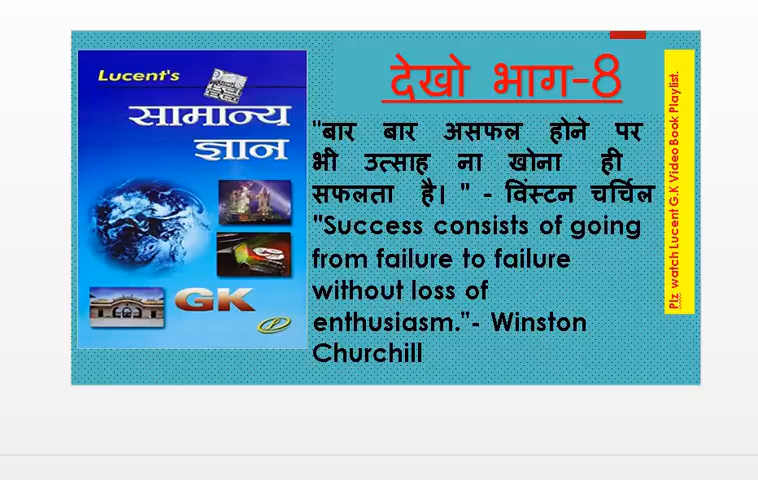 Lucent's
सामान्य
ज्ञान
GK
देखो भाग-8
"बार बार असफल होने पर
भी उत्साह ना खोना ही
सफलता है। " - विंस्टन चर्चिल
"Success consists of going
from failure to failure
without loss of
enthusiasm."- Winston
Churchill
Plz watch Lucent G.K Video Book Playlist.